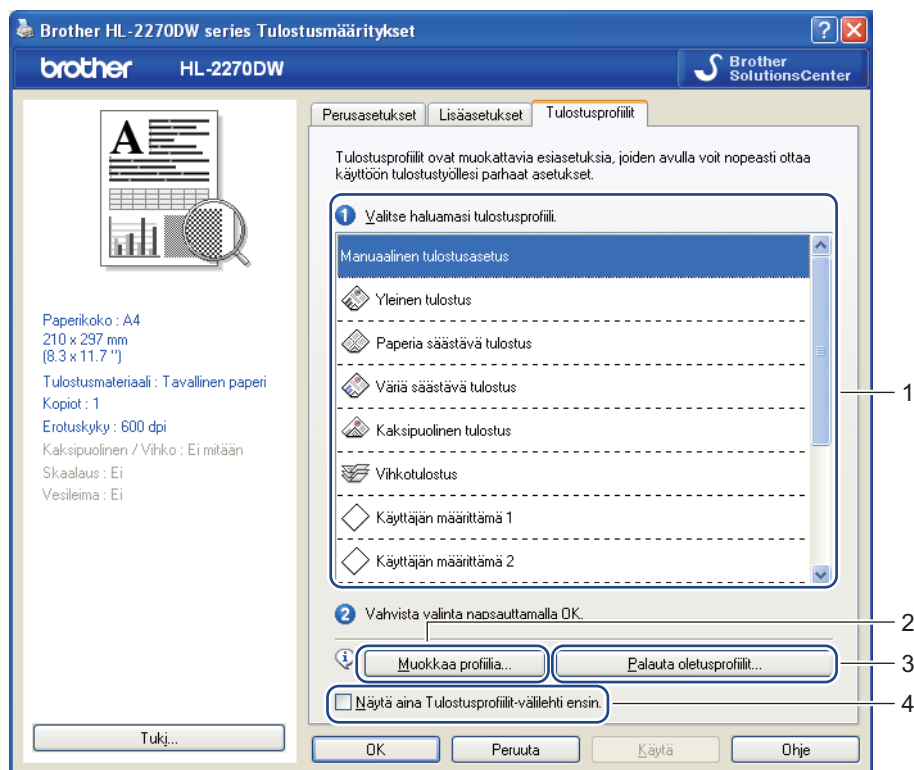 Brother HL-2270DW series Tulostusmääritykset
brother HL-2270DW
Brother
SolutionsCenter
A
Paperikoko : A4
210 x 297 mm
(8.3 x 11.7 ")
Tulostusmateriaali : Tavallinen paperi
Kopiot : 1
Erotuskyky : 600 dpi
Kaksipuolinen / Vihko : Ei mitään
Skaalaus : Ei
Vesileima : Ei
Tuki...
Perusasetukset Lisäasetukset Tulostusprofiilit
Tulostusprofiilit ovat muokattavia esiasetuksia, joiden avulla voit nopeasti ottaa
käyttöön tulostustyöllesi parhaat asetukset.
1 Valitse haluamasi tulostusprofiili.
Manuaalinen tulostusasetus
Yleinen tulostus
Paperia säästävä tulostus
Väriä säästävä tulostus
Kaksipuolinen tulostus
Vihkotulostus
Käyttäjän määrittämä 1
Käyttäjän määrittämä 2
2 Vahvista valinta napsauttamalla OK.
Muokkaa profiilia... Palauta oletusprofiilit...
Näytä aina Tulostusprofiilit-välilehti ensin.
OK Peruuta Käytä Ohje
1
2
3
4